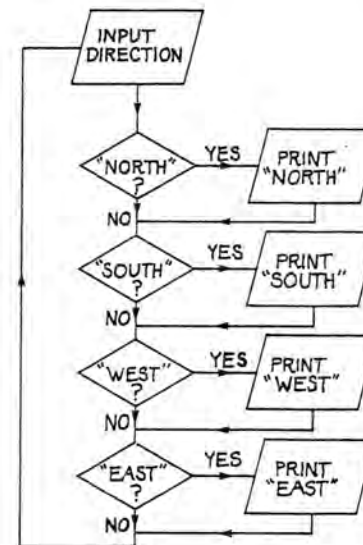 INPUT
DIRECTION
"NORTH"
?
YES
PRINT
"NORTH"
NO
"SOUTH"
?
YES
PRINT
"SOUTH"
NO
"WEST"
?
YES
PRINT
"WEST"
NO
"EAST"
?
YES
PRINT
"EAST"
NO